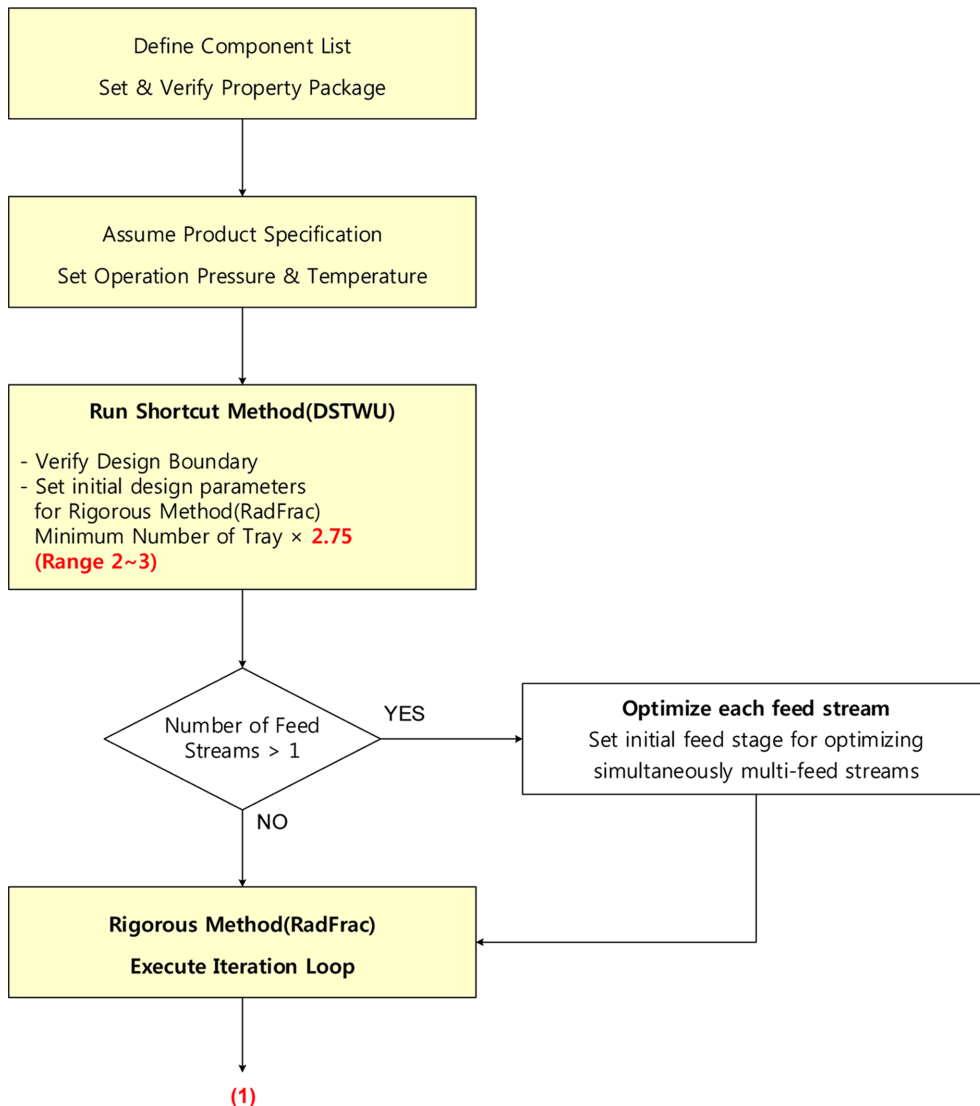 Define Component List
Set & Verify Property Package
Assume Product Specification
Set Operation Pressure & Temperature
Run Shortcut Method(DSTWU)
- Verify Design Boundary
- Set initial design parameters
for Rigorous Method(RadFrac)
Minimum Number of Tray × 2.75
(Range 2~3)
Number of Feed
Streams > 1
YES
Optimize each feed stream
Set initial feed stage for optimizing
simultaneously multi-feed streams
NO
Rigorous Method(RadFrac)
Execute Iteration Loop
(1)